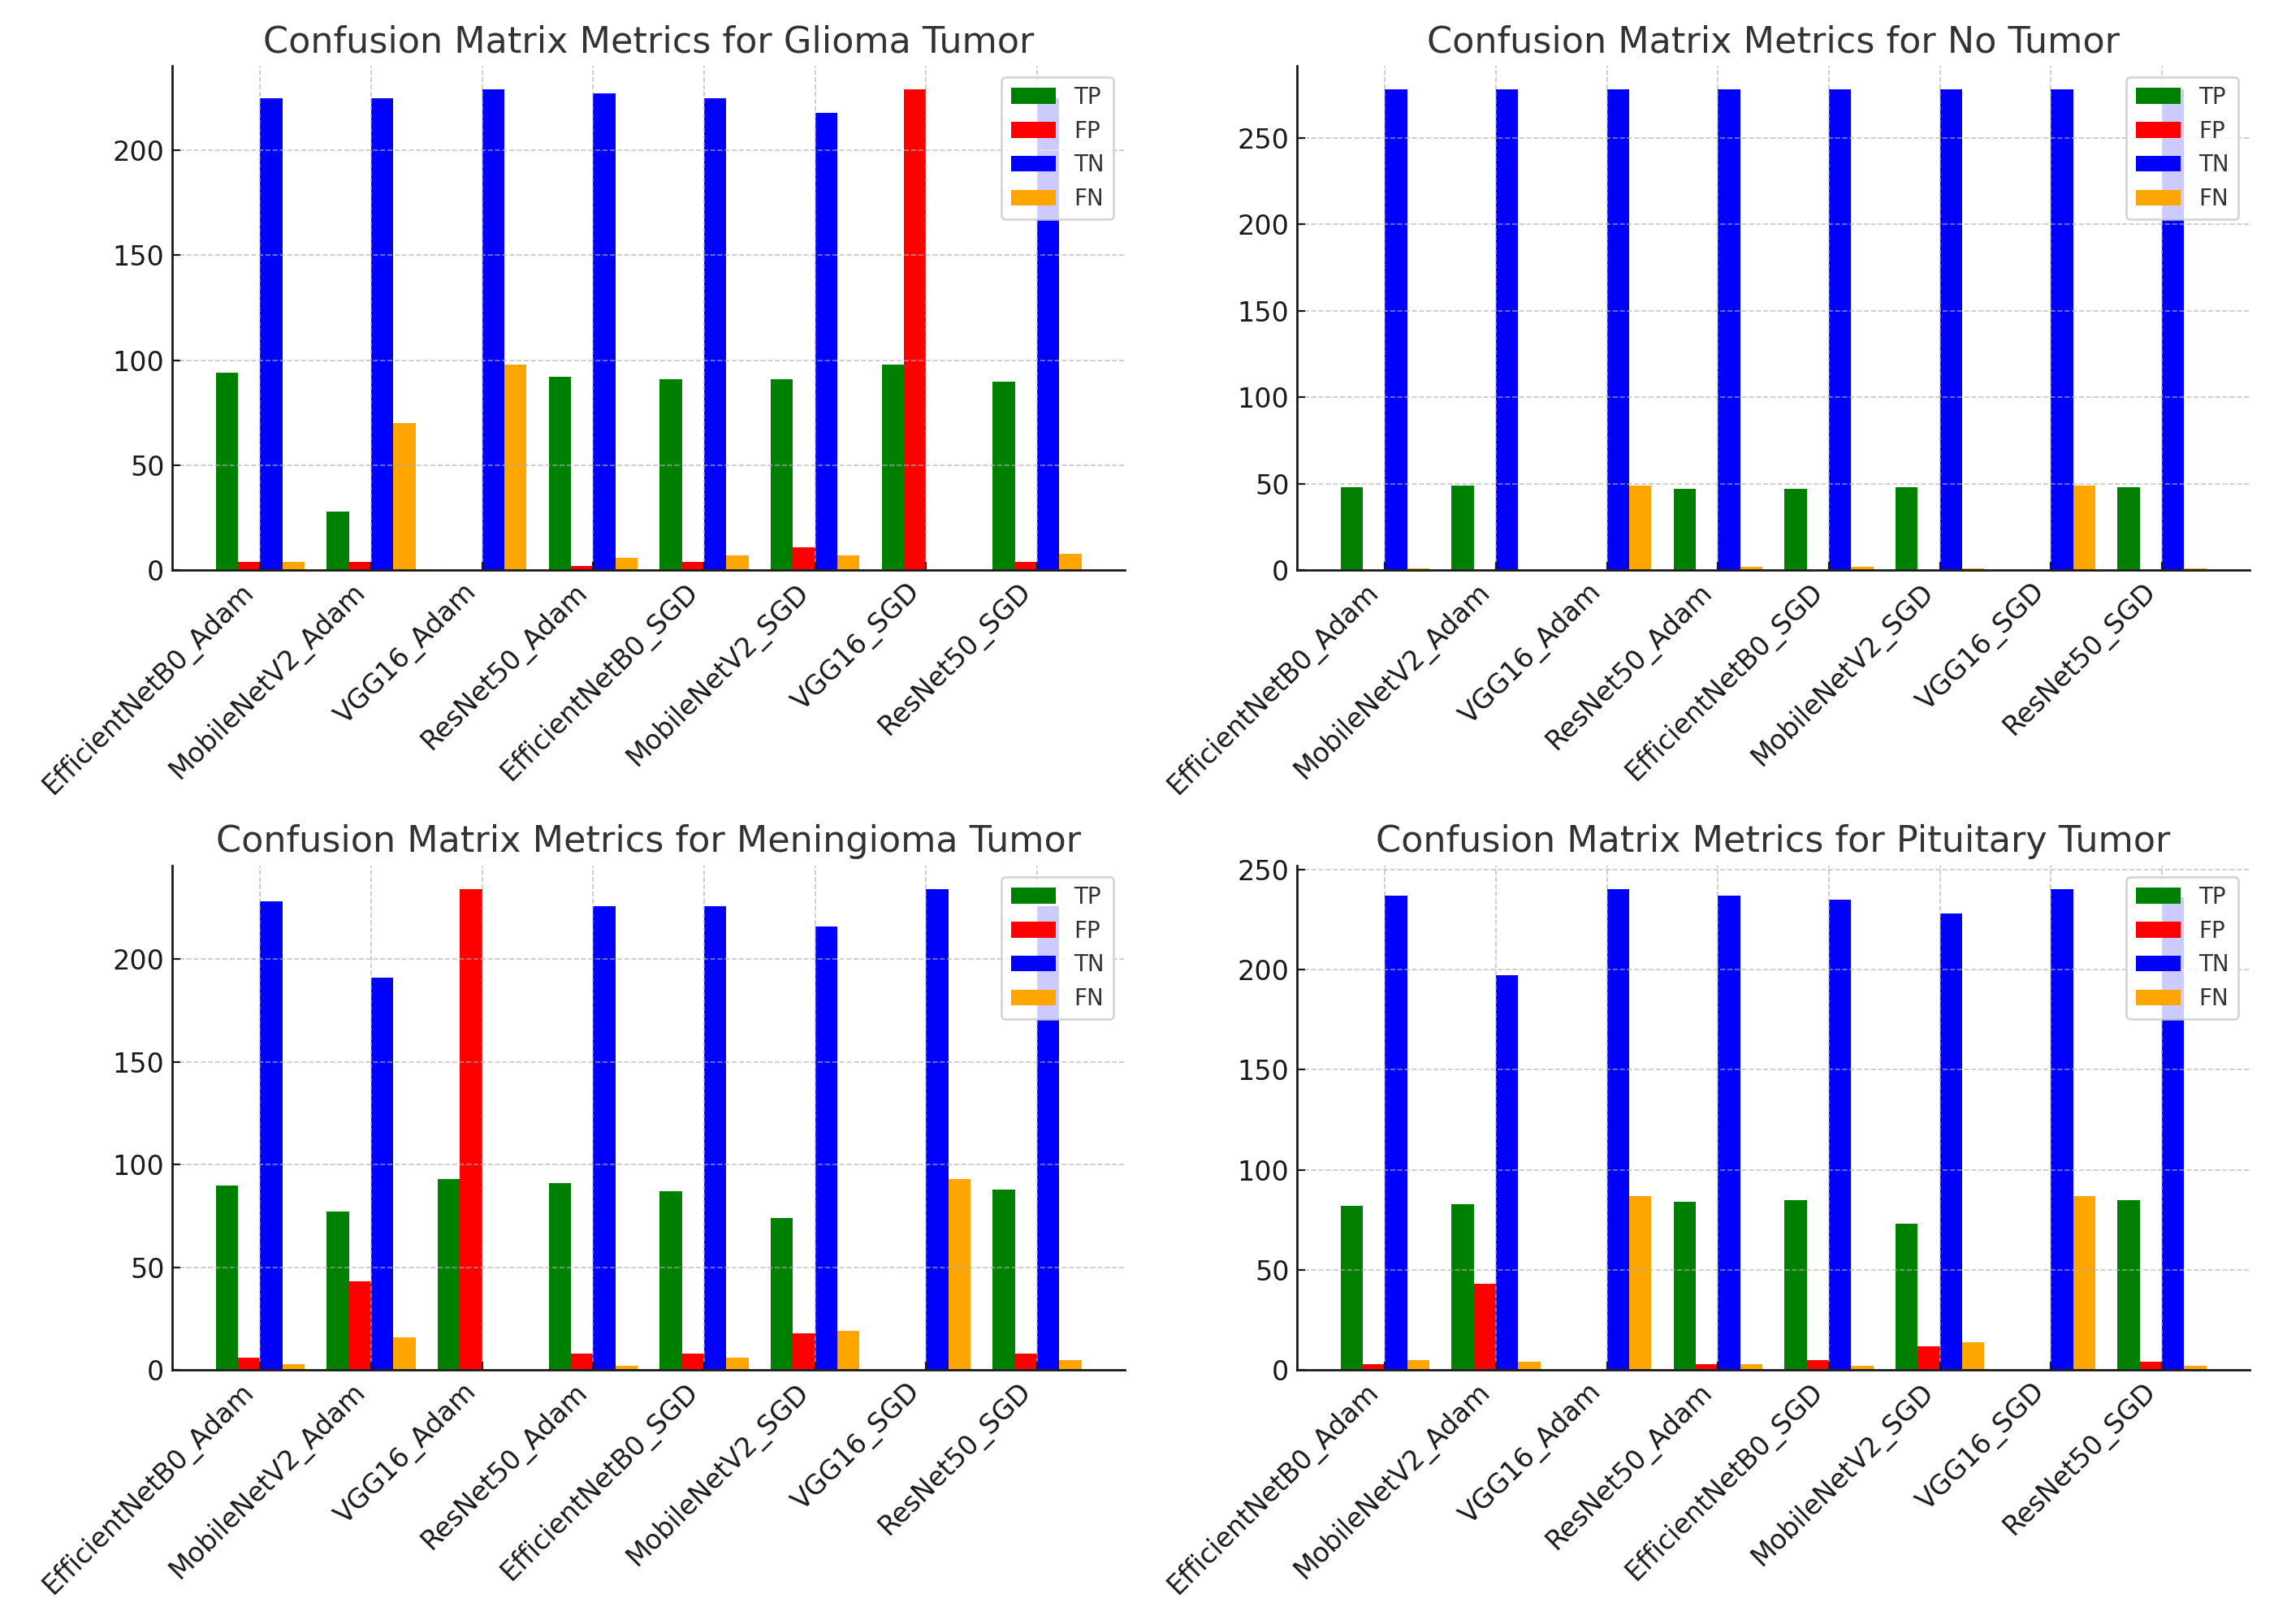 Confusion Matrix Metrics for Glioma Tumor
TP
FP
TN
FN
200
150
100
50
0
EfficientNetB0_Adam
MobileNetV2_Adam
VGG16_Adam
ResNet50_Adam
EfficientNetB0_SGD
MobileNetV2_SGD
VGG16_SGD
ResNet50_SGD
Confusion Matrix Metrics for No Tumor
TP
FP
TN
FN
250
200
150
100
50
0
EfficientNetB0_Adam
MobileNetV2_Adam
VGG16_Adam
ResNet50_Adam
EfficientNetB0_SGD
MobileNetV2_SGD
VGG16_SGD
ResNet50_SGD
Confusion Matrix Metrics for Meningioma Tumor
TP
FP
TN
FN
200
150
100
50
0
EfficientNetB0_Adam
MobileNetV2_Adam
VGG16_Adam
ResNet50_Adam
EfficientNetB0_SGD
MobileNetV2_SGD
VGG16_SGD
ResNet50_SGD
Confusion Matrix Metrics for Pituitary Tumor
TP
FP
TN
FN
250
200
150
100
50
0
EfficientNetB0_Adam
MobileNetV2_Adam
VGG16_Adam
ResNet50_Adam
EfficientNetB0_SGD
MobileNetV2_SGD
VGG16_SGD
ResNet50_SGD